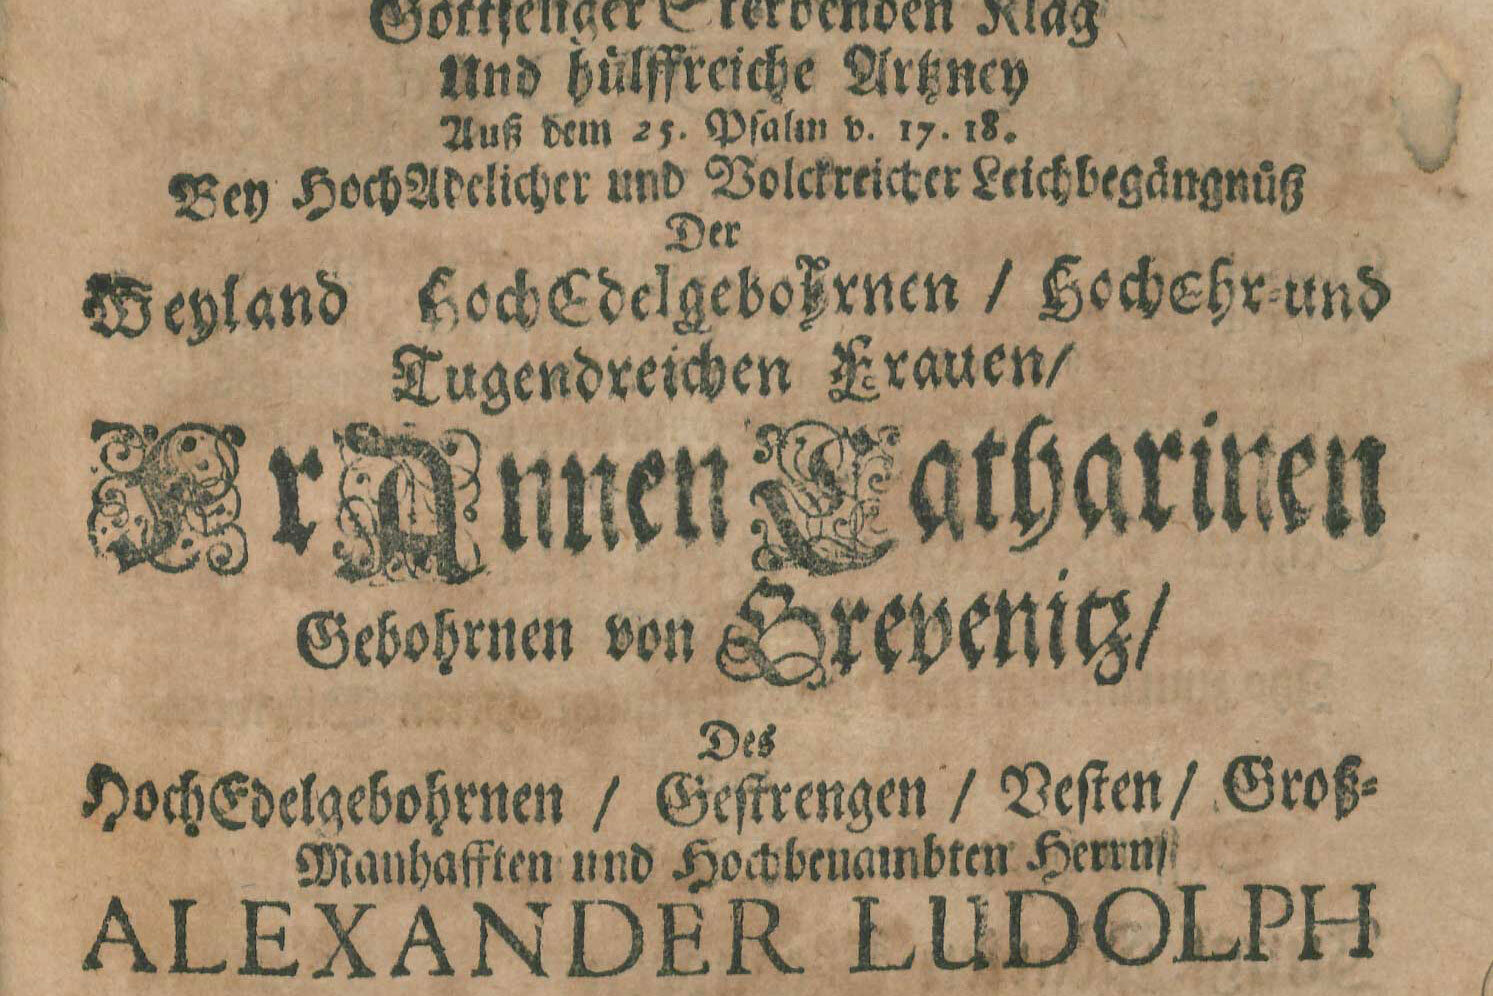 Gottseliger Sterbenden Klag
Und hülffreiche Artzney
Auß dem 25. Psalm v. 17. 18.
Bey HochAdelicher und Volckreicher Leichbegängnüß
Der
Weyland HochEdelgebohrnen / HochEhr-und
Tugendreichen Frauen/
Fr Annen Catharinen
Gebohrnen von Grevenitz/
Des
HochEdelgebohrnen / Gestrengen / Vesten / Groß-
Manhafften und Hochbenambten Herrn/
ALEXANDER LUDOLPH